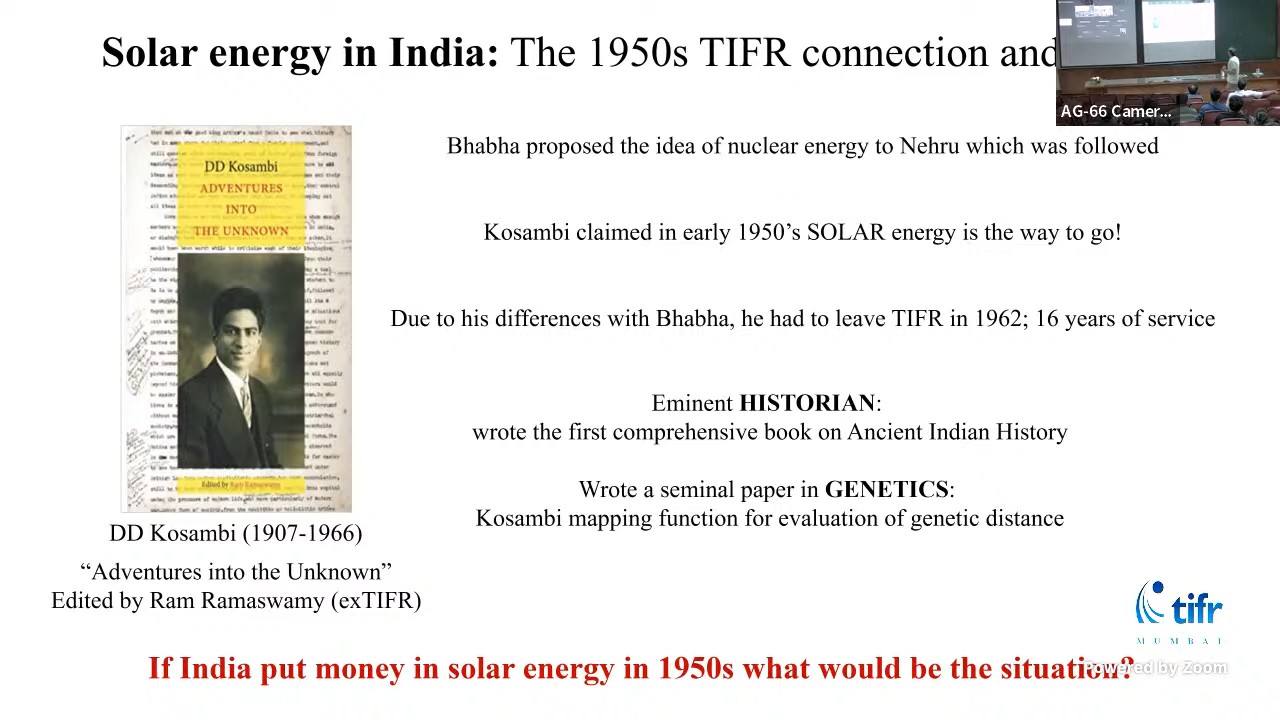 Solar energy in India: The 1950s TIFR connection and
AG-66 Camer...
DD Kosambi
ADVENTURES
INTO
THE UNKNOWN
Edited by Ram Ramaswamy
DD Kosambi (1907-1966)
“Adventures into the Unknown”
Edited by Ram Ramaswamy (exTIFR)
Bhabha proposed the idea of nuclear energy to Nehru which was followed
Kosambi claimed in early 1950’s SOLAR energy is the way to go!
Due to his differences with Bhabha, he had to leave TIFR in 1962; 16 years of service
Eminent HISTORIAN:
wrote the first comprehensive book on Ancient Indian History
Wrote a seminal paper in GENETICS:
Kosambi mapping function for evaluation of genetic distance
tifr
MUMBAI
If India put money in solar energy in 1950s what would be the situation?
Powered by Zoom